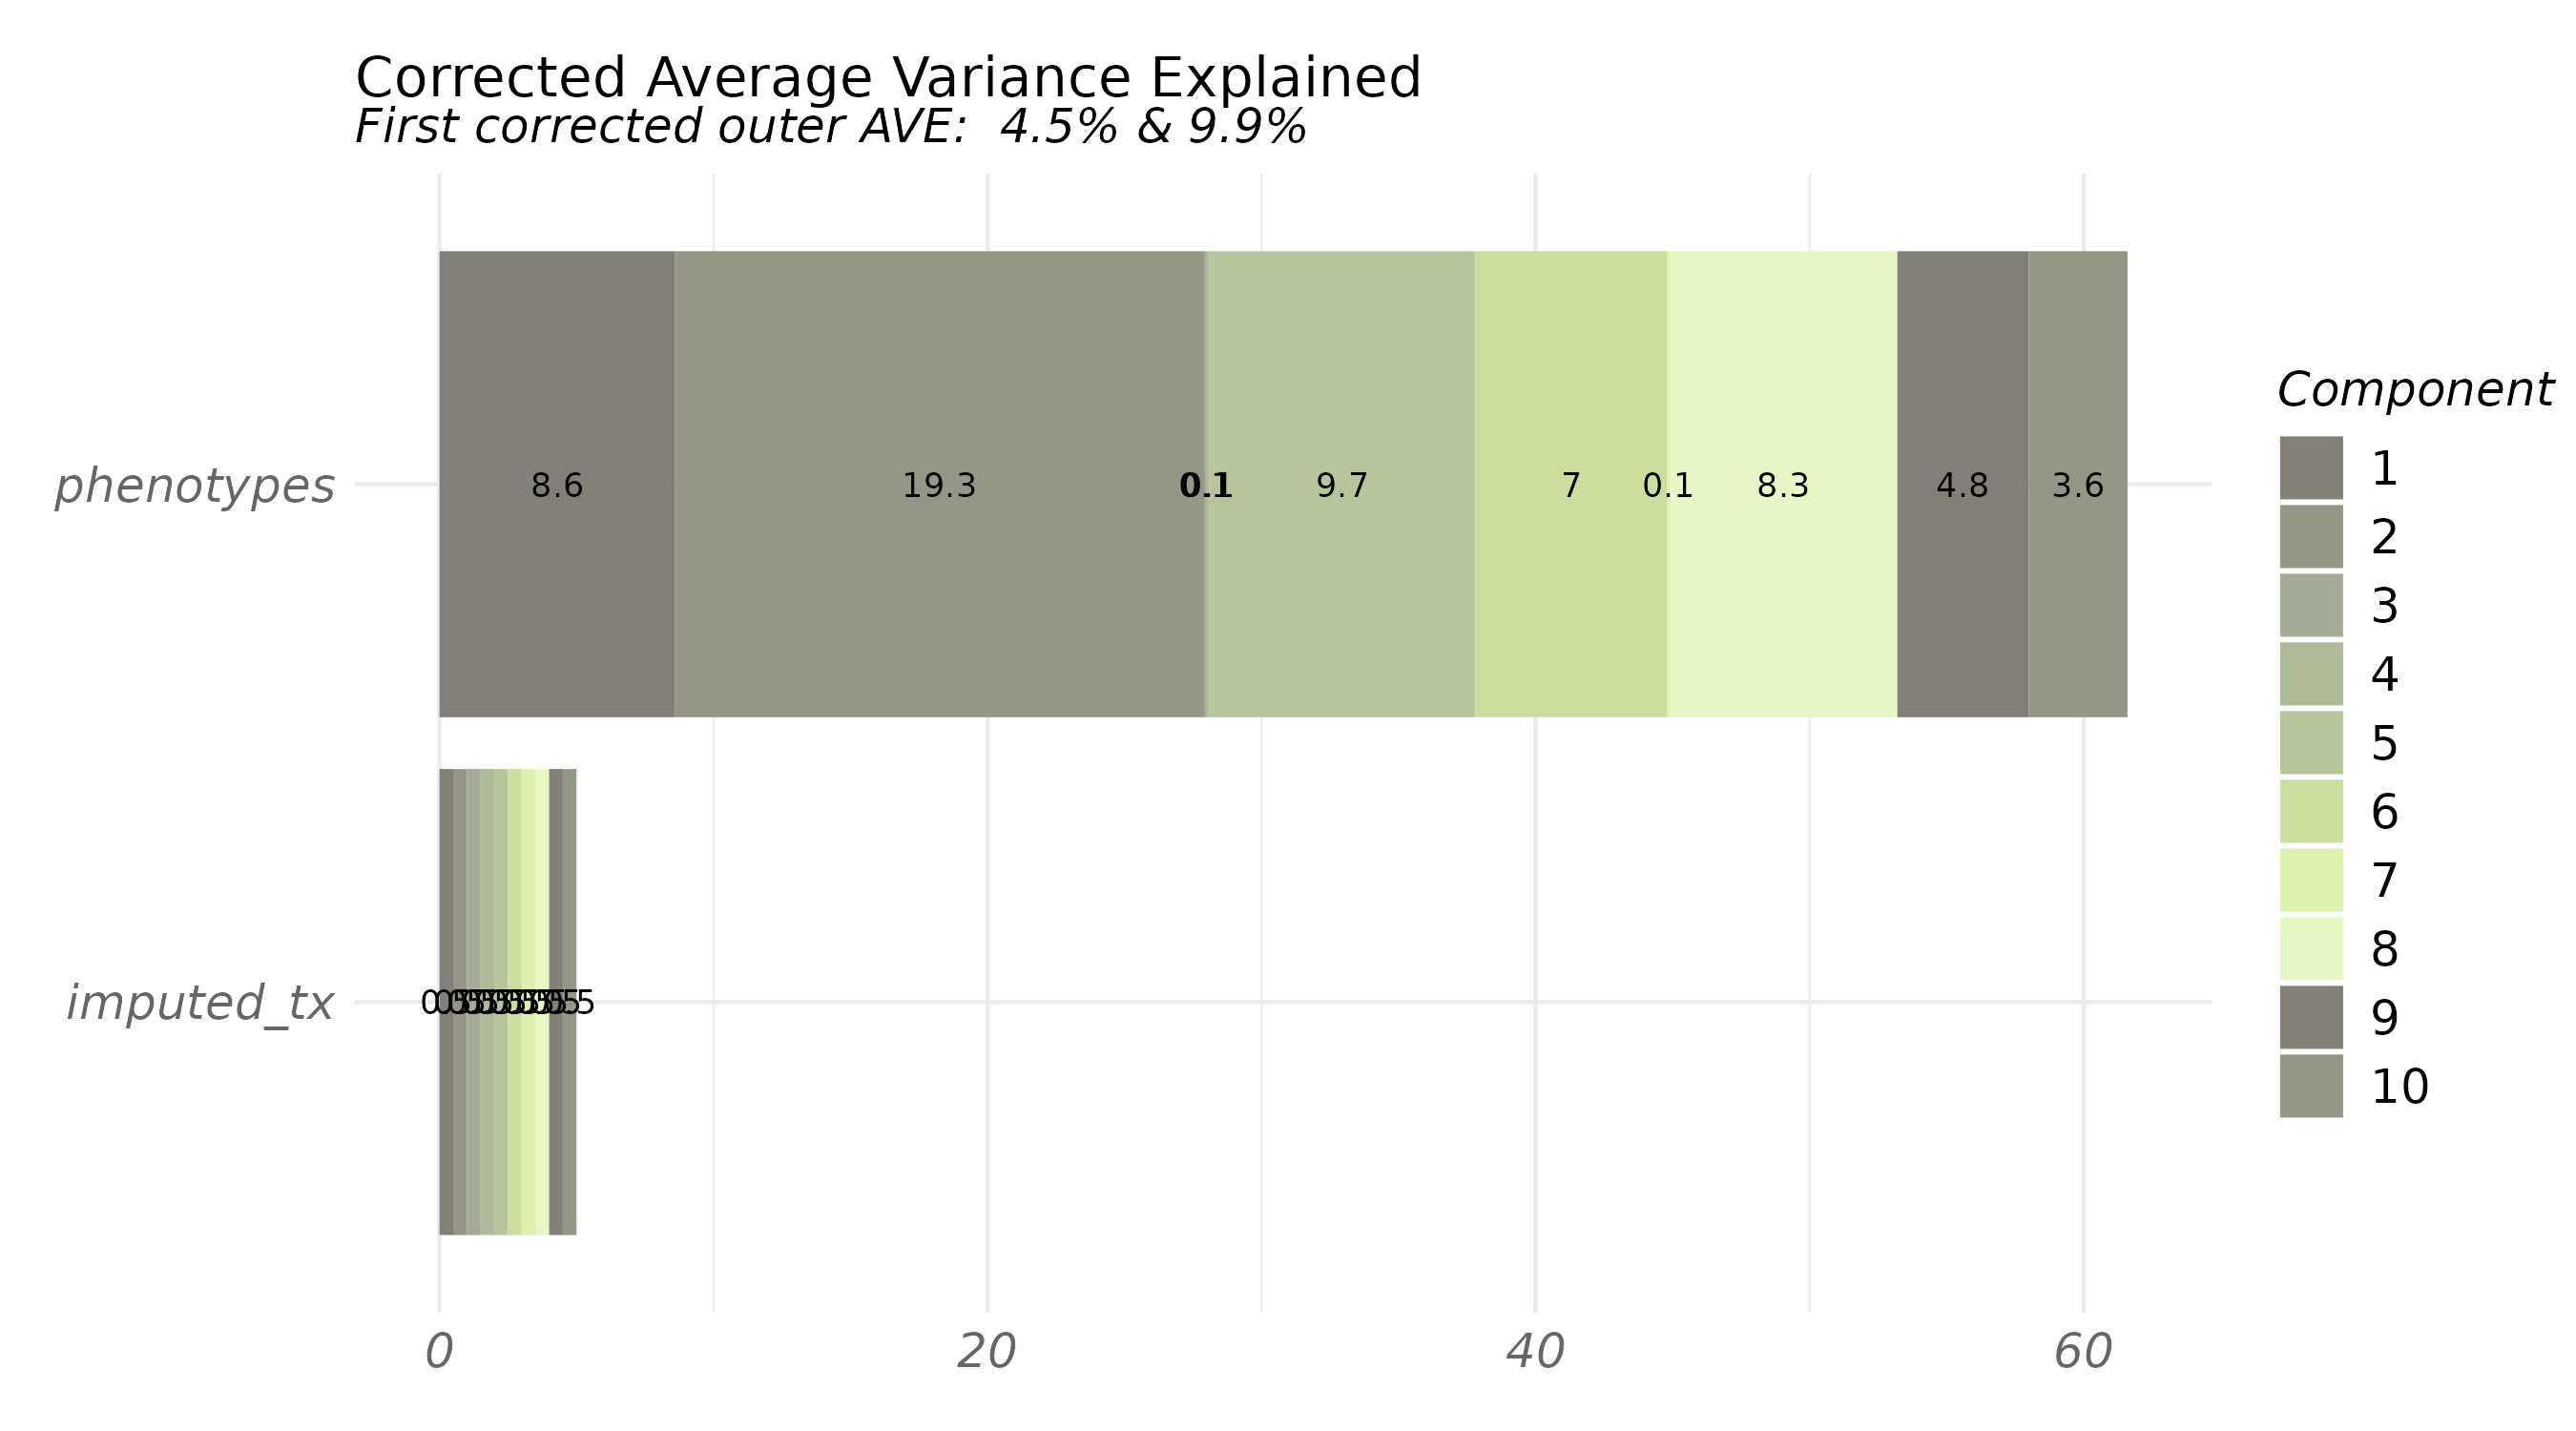 Corrected Average Variance Explained
First corrected outer AVE: 4.5% & 9.9%
phenotypes
8.6 19.3 0.1 9.7 7 0.1 8.3 4.8 3.6
imputed_tx
0 20 40 60
Component
1
2
3
4
5
6
7
8
9
10